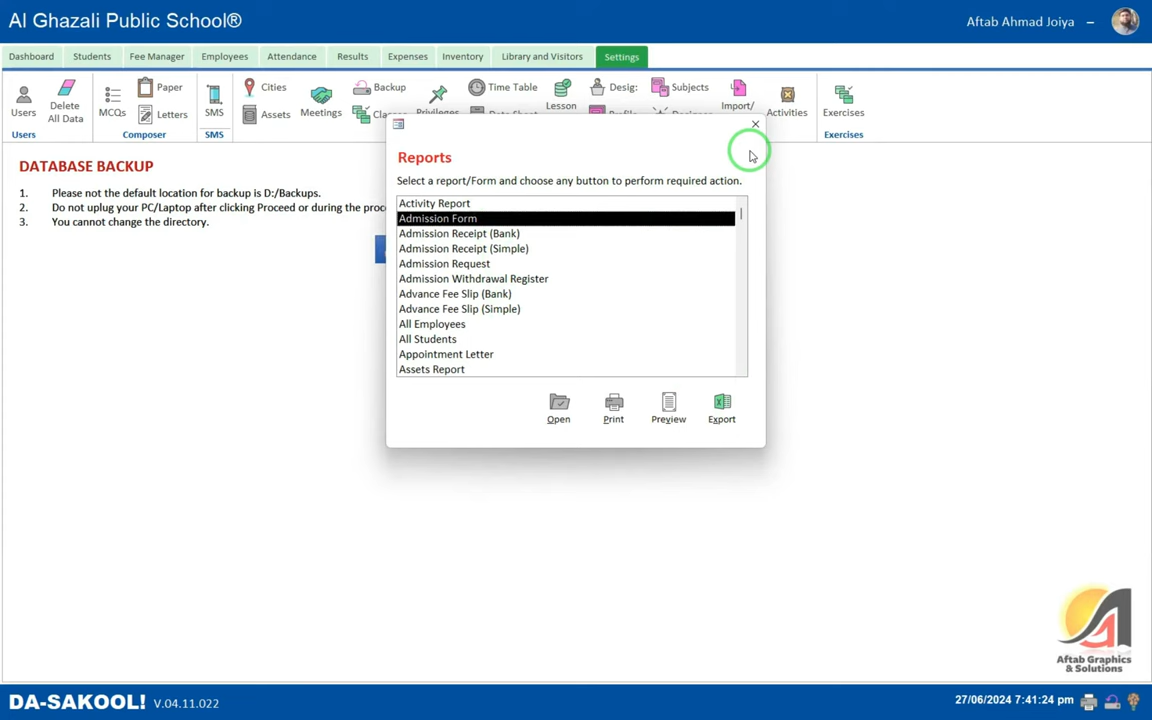 Al Ghazali Public School®
Aftab Ahmad Joiya –
Dashboard Students Fee Manager Employees Attendance Results Expenses Inventory Library and Visitors Settings
Users
Delete
All Data
Users
MCQs
Paper
Letters
Composer
SMS
SMS
Cities
Assets
Meetings
Backup
Privileges
Time Table
Lesson
Desig:
Subjects
Import/
Activities
Exercises
Exercises
DATABASE BACKUP
1. Please not the default location for backup is D:/Backups.
2. Do not uplug your PC/Laptop after clicking Proceed or during the
3. You cannot change the directory.
Reports
Select a report/Form and choose any button to perform required action.
Activity Report
Admission Form
Admission Receipt (Bank)
Admission Receipt (Simple)
Admission Request
Admission Withdrawal Register
Advance Fee Slip (Bank)
Advance Fee Slip (Simple)
All Employees
All Students
Appointment Letter
Assets Report
Open Print Preview Export
Aftab Graphics
& Solutions
DA-SAKOOL! V.04.11.022
27/06/2024 7:41:24 pm